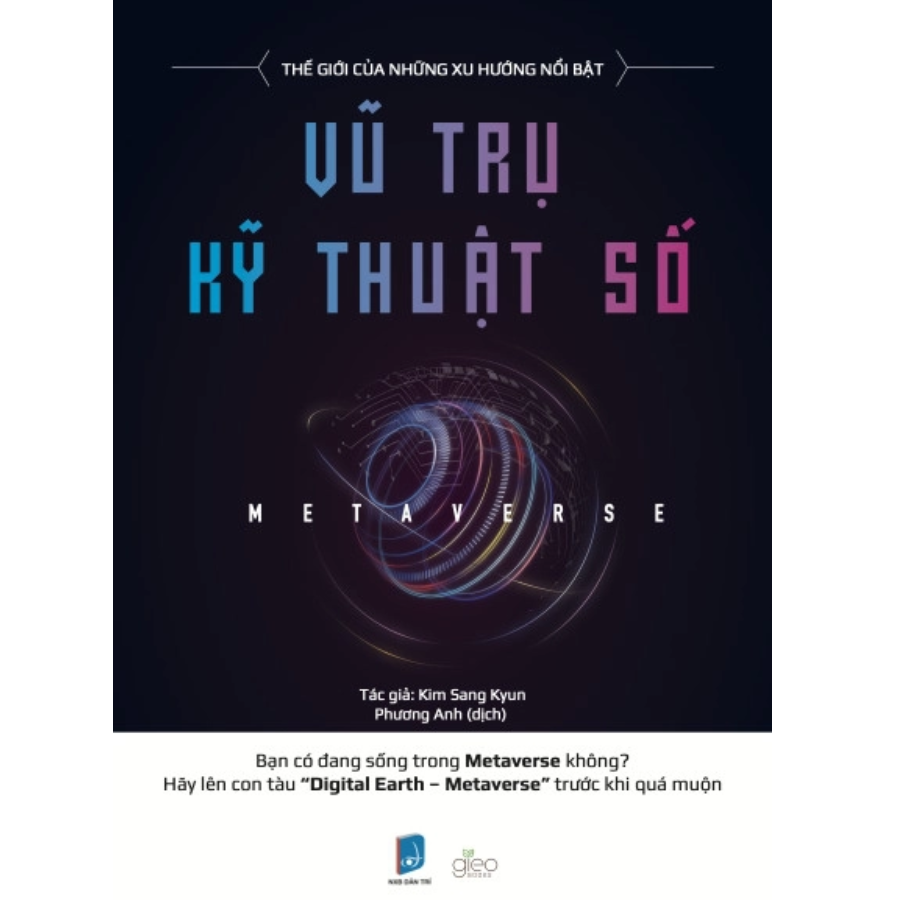 THẾ GIỚI CỦA NHỮNG XU HƯỚNG NỔI BẬT
VŨ TRỤ
KỸ THUẬT SỐ
METAVERSE
Tác giả: Kim Sang Kyun
Phương Anh (dịch)
Bạn có đang sống trong Metaverse không?
Hãy lên con tàu “Digital Earth – Metaverse” trước khi quá muộn
NXB DÂN TRÍ
gieo
BOOKS